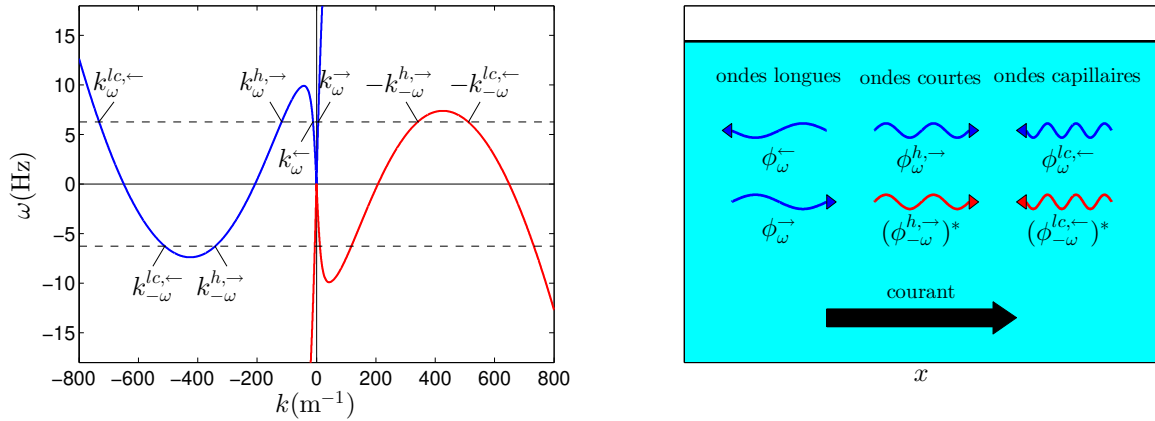 15
10
5
0
−5
−10
−15
ω(Hz)
−800 −600 −400 −200 0 200 400 600 800
k(m⁻¹)
k_ω^{lc,←}
k_ω^{h,→}
k_ω^{→}
−k_{−ω}^{h,→}
−k_{−ω}^{lc,←}
k_ω^{←}
k_{−ω}^{lc,←}
k_{−ω}^{h,→}
ondes longues ondes courtes ondes capillaires
ϕ_ω^{←} ϕ_ω^{h,→} ϕ_ω^{lc,←}
ϕ_ω^{→} (ϕ_{−ω}^{h,→})* (ϕ_{−ω}^{lc,←})*
courant
x